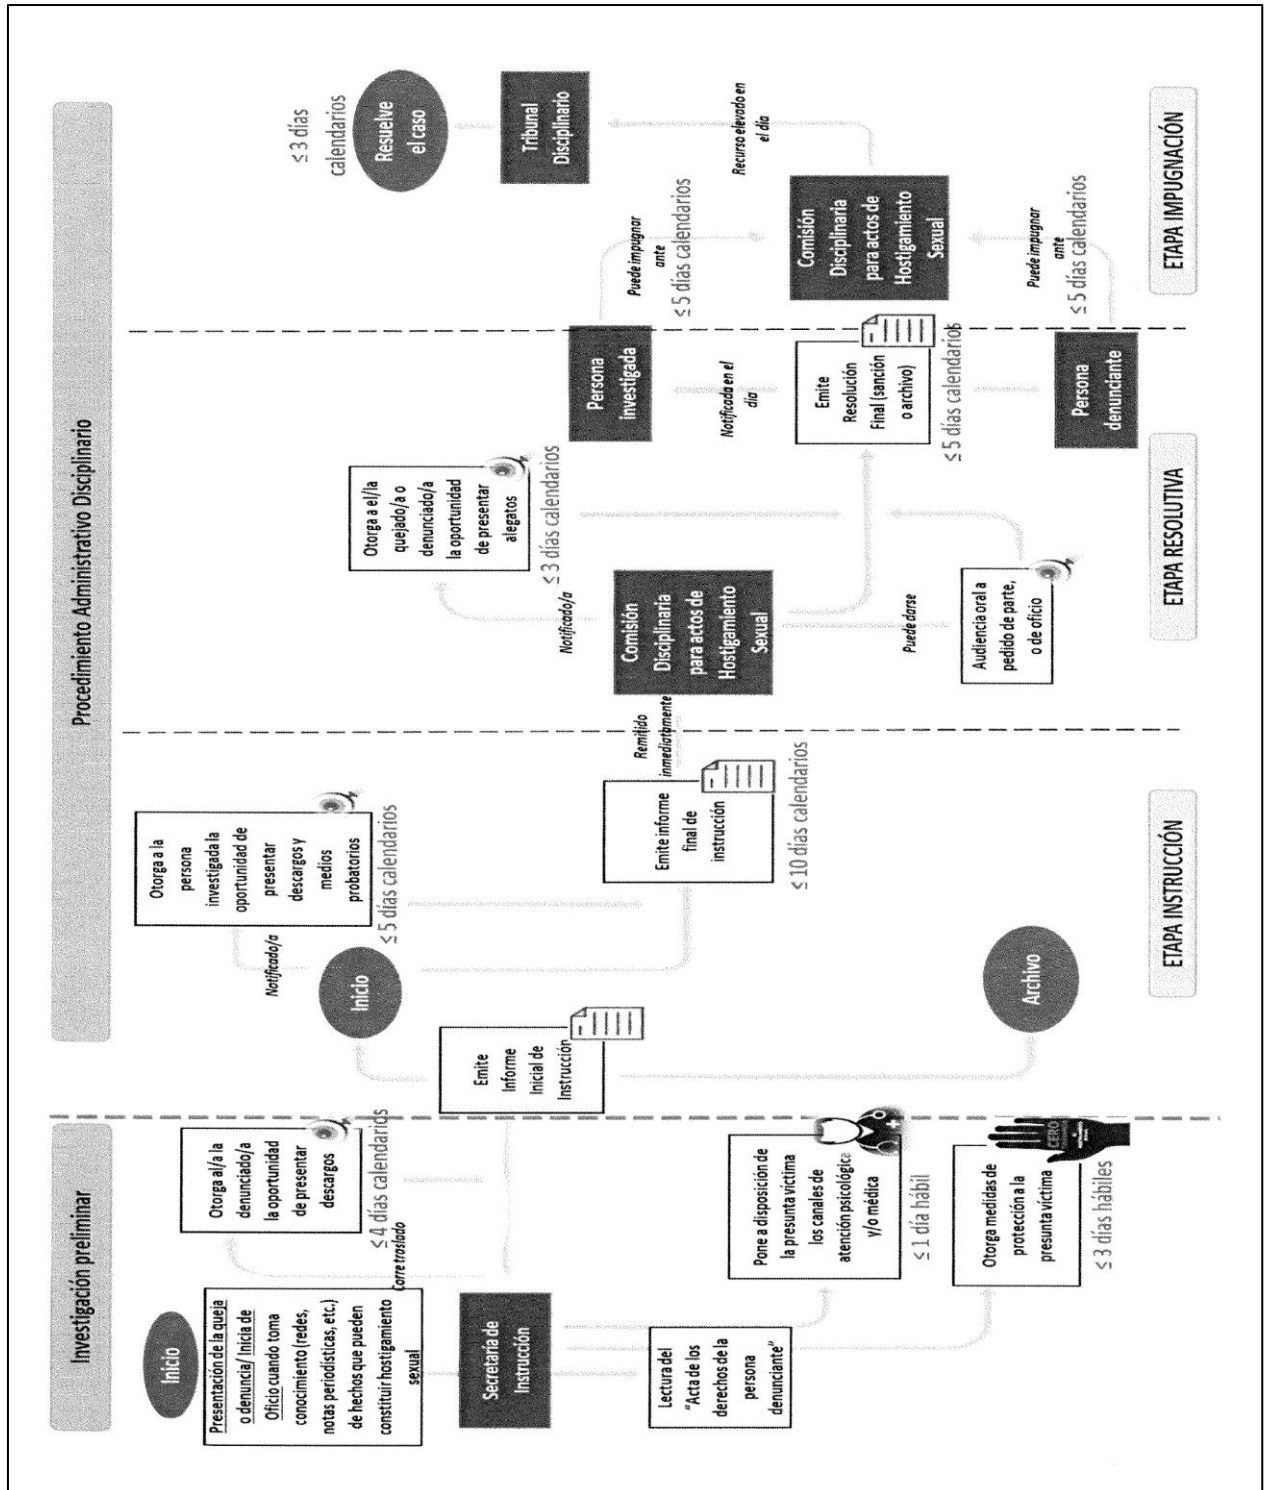 Investigación preliminar
Procedimiento Administrativo Disciplinario
Inicio
Presentación de la queja
o denuncia/ Inicia de
Oficio cuando toma
conocimiento (redes,
notas periodísticas, etc.)
de hechos que pueden
constituir hostigamiento
sexual
Corre traslado
Otorga al/a la
denunciado/a
la oportunidad
de presentar
descargos
≤ 4 días calendarios
Secretaría de
Instrucción
Lectura del
"Acta de los
derechos de la
persona
denunciante"
Pone a disposición de
la presunta víctima
los canales de
atención psicológica
y/o médica
≤ 1 día hábil
Otorga medidas de
protección a la
presunta víctima
CERO
≤ 3 días hábiles
Emite
Informe
Inicial de
Instrucción
Inicio
Archivo
Notificado/a
Otorga a la
persona
investigada la
oportunidad de
presentar
descargos y
medios
probatorios
≤ 5 días calendarios
Emite informe
final de
instrucción
≤ 10 días calendarios
Remitido
inmediatamente
ETAPA INSTRUCCIÓN
Comisión
Disciplinaria
para actos de
Hostigamiento
Sexual
Notificado/a
Otorga a el/la
quejado/a o
denunciado/a
la oportunidad
de presentar
alegatos
≤ 3 días calendarios
Puede darse
Audiencia oral a
pedido de parte,
o de oficio
Emite
Resolución
Final (sanción
o archivo)
≤ 5 días calendarios
Notificada en el
día
Persona
investigada
Persona
denunciante
ETAPA RESOLUTIVA
Puede impugnar
ante
≤ 5 días calendarios
Comisión
Disciplinaria
para actos de
Hostigamiento
Sexual
Puede impugnar
ante
≤ 5 días calendarios
Recurso elevado en
el día
Tribunal
Disciplinario
Resuelve
el caso
≤ 3 días
calendarios
ETAPA IMPUGNACIÓN